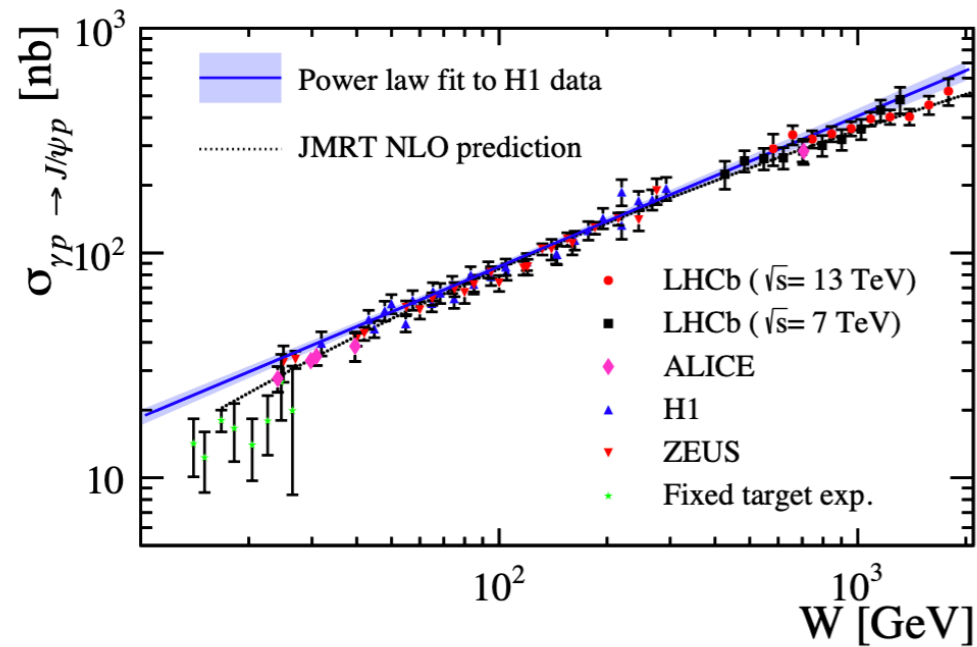 10³
Power law fit to H1 data
JMRT NLO prediction
σγp → J/ψp [nb]
10²
LHCb (√s= 13 TeV)
LHCb (√s= 7 TeV)
ALICE
H1
ZEUS
Fixed target exp.
10
10² 10³
W [GeV]